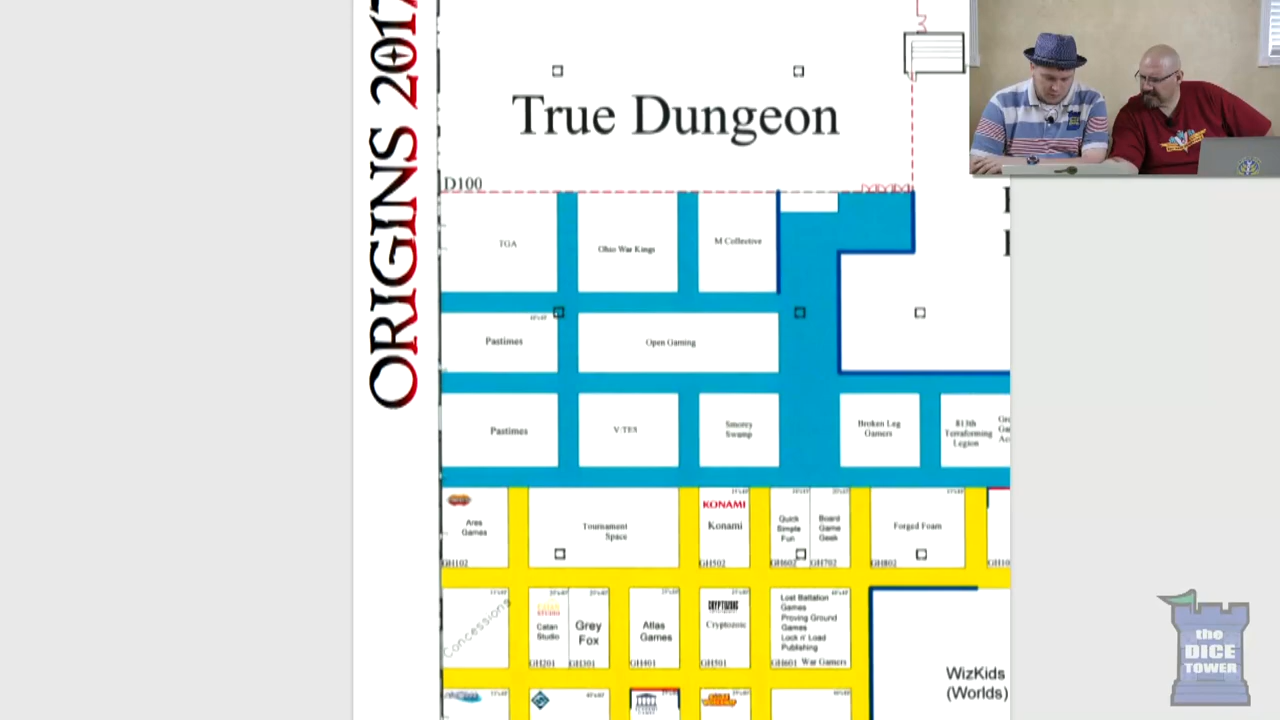 ORIGINS 2017
True Dungeon
D100
TGA
Ohio War Kings
M Collective
Pastimes
Open Gaming
Pastimes
V-TES
Smotty
Swamp
Broken Leg
Gamers
813th
Terraforming
Legion
Ares
Games
GH102
Tournament
Space
KONAMI
Konami
GH502
Quick
Simple
Fun
GH602
Board
Game
Geek
GH702
Forged Foam
GH802
Concessions
Catan
Studio
GH201
Grey
Fox
GH301
Atlas
Games
GH401
CRYPTOZOIC
Cryptozoic
GH501
Lost Battalion
Games
Proving Ground
Games
Lock n' Load
Publishing
GH601 War Gamers
WizKids
(Worlds)
the
DICE
TOWER